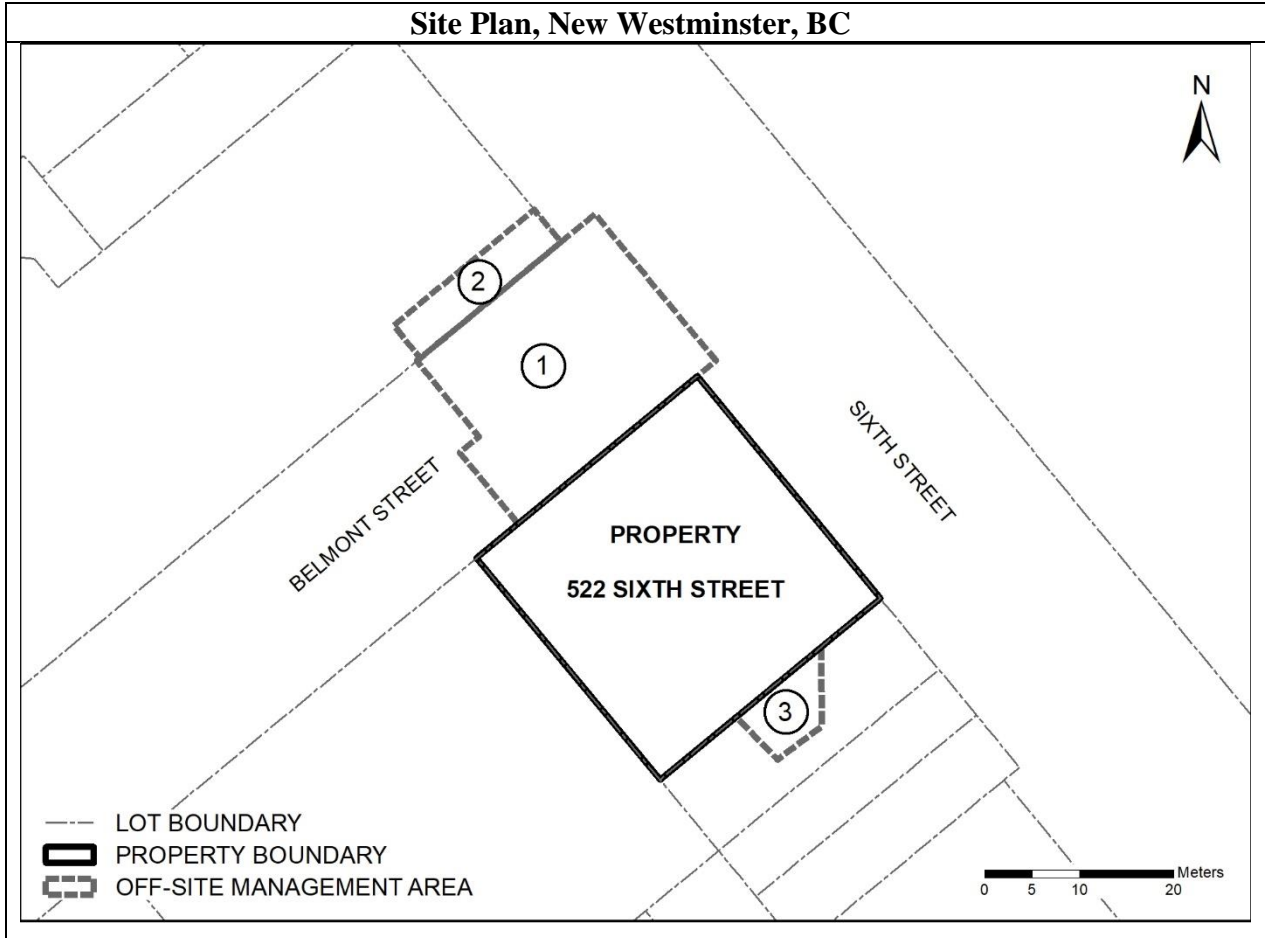 Site Plan, New Westminster, BC
N
2
1
SIXTH STREET
BELMONT STREET
PROPERTY
522 SIXTH STREET
3
LOT BOUNDARY
PROPERTY BOUNDARY
OFF-SITE MANAGEMENT AREA
Meters
0 5 10 20